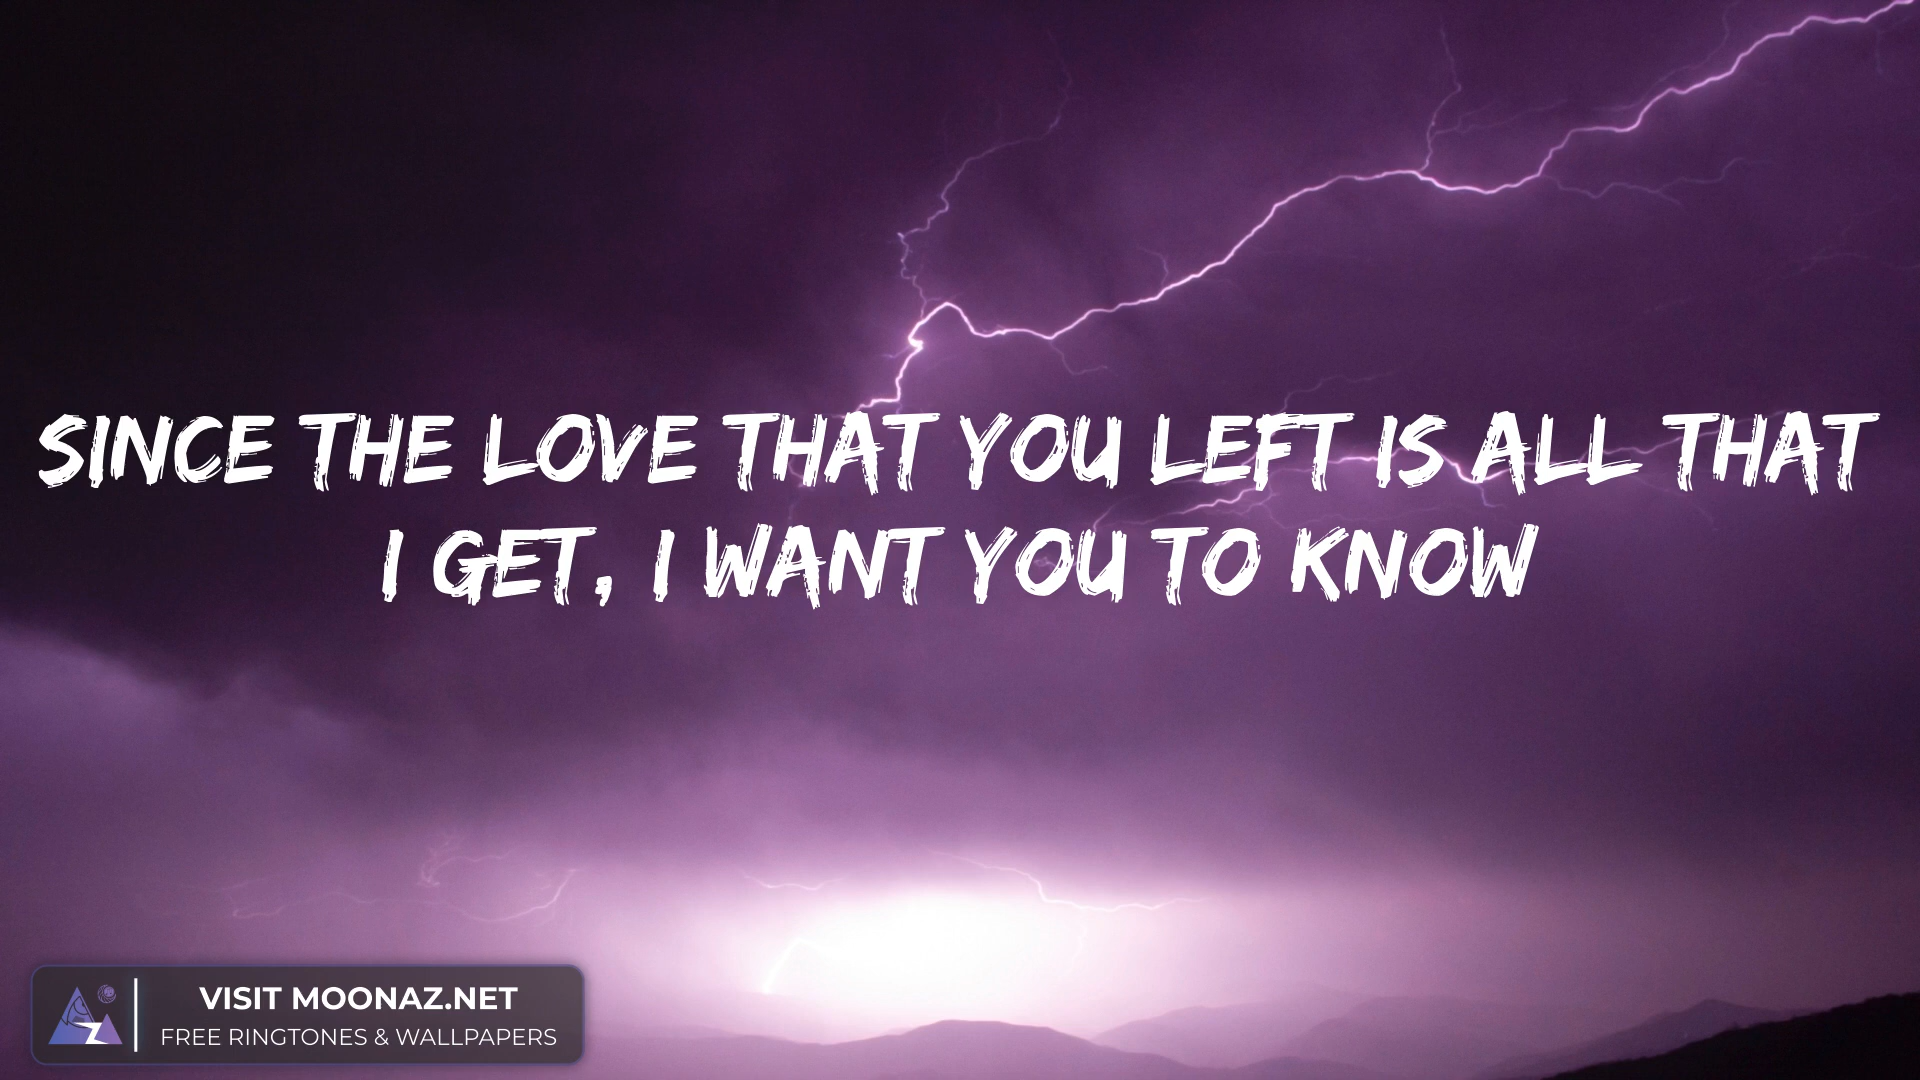 SINCE THE LOVE THAT YOU LEFT IS ALL THAT
I GET, I WANT YOU TO KNOW
VISIT MOONAZ.NET
FREE RINGTONES & WALLPAPERS